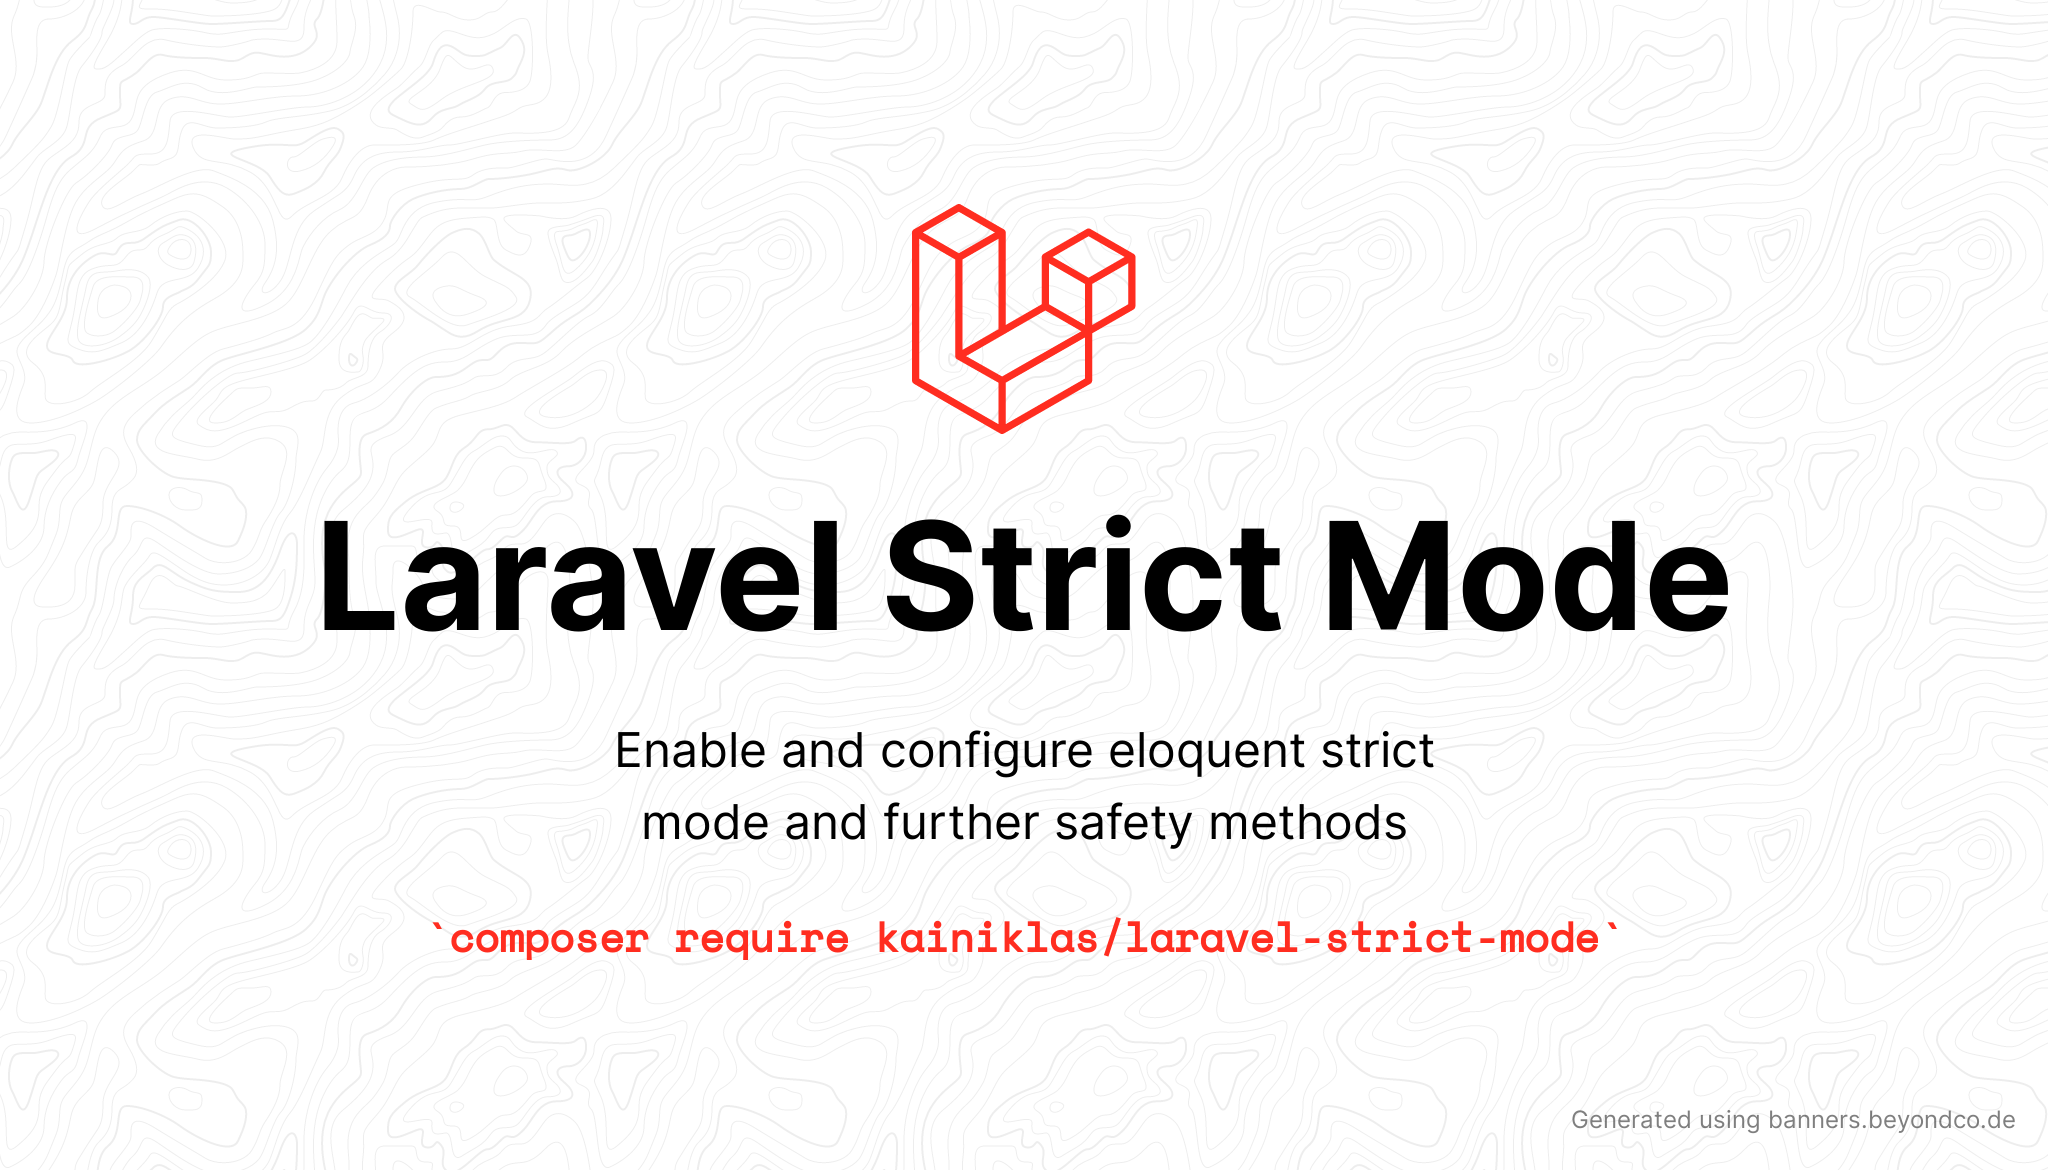 Laravel Strict Mode
Enable and configure eloquent strict
mode and further safety methods
`composer require kainiklas/laravel-strict-mode`
Generated using banners.beyondco.de